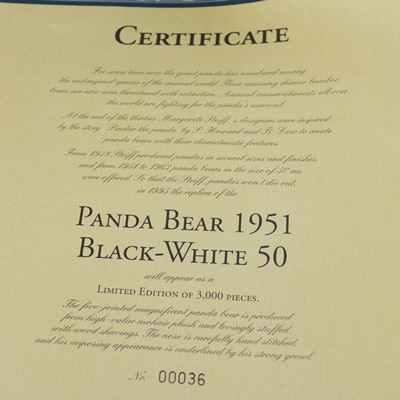 CERTIFICATE
For some time now the giant panda has numbered among
the endangered species of the animal world. These amusing chinese bamboo
bears are now even threatened with extinction. Animal conservationists all over
the world are fighting for the panda's survival.
At the end of the thirties Margarete Steiff's designers were inspired
by the story "Pandar the panda" by P. Howard and B. Low to create
panda bears with these characteristic features.
From 1938 Steiff produced pandas in several sizes and finishes
and from 1951 to 1965 panda bears in the size of 50 cm
were offered. So that the Steiff-pandas won't die out,
in 1995 the replica of the
PANDA BEAR 1951
BLACK-WHITE 50
will appear as a
LIMITED EDITION OF 3,000 PIECES.
The five-jointed magnificent panda bear is produced
from high-value mohair plush and lovingly stuffed
with wood shavings. The nose is carefully hand stitched,
and his imposing appearance is underlined by his strong growl.
No. 00036